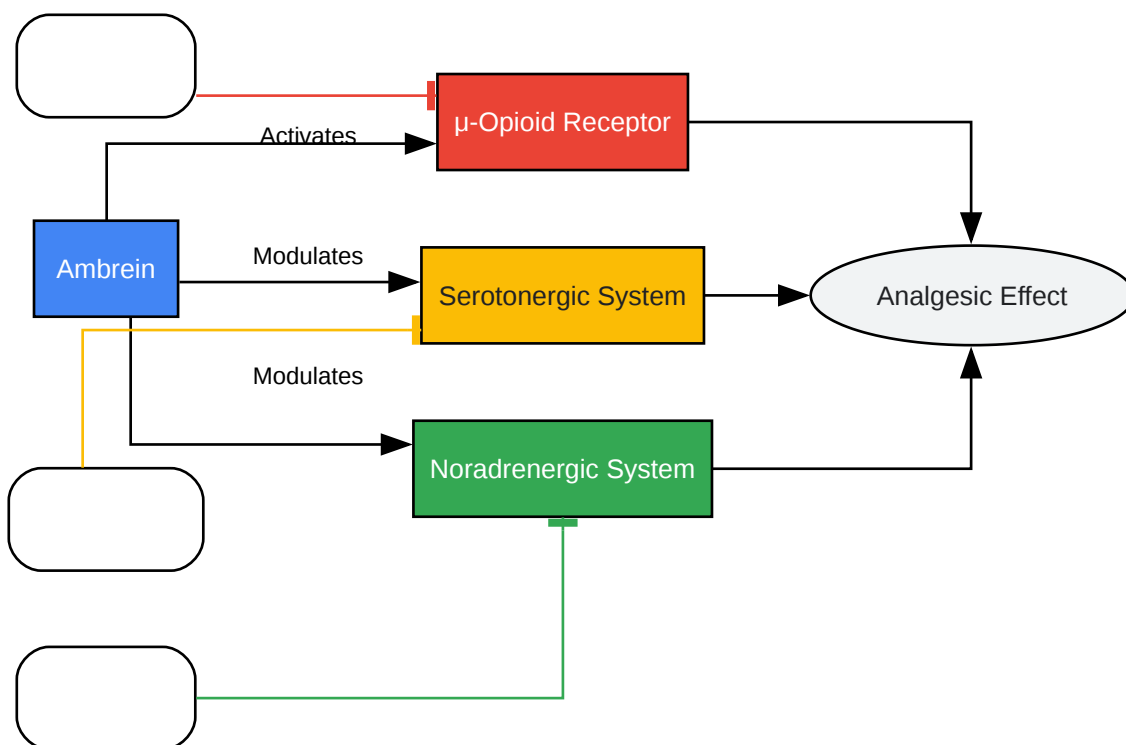 μ-Opioid Receptor
Activates
Ambrein
Modulates
Serotonergic System
Analgesic Effect
Modulates
Noradrenergic System